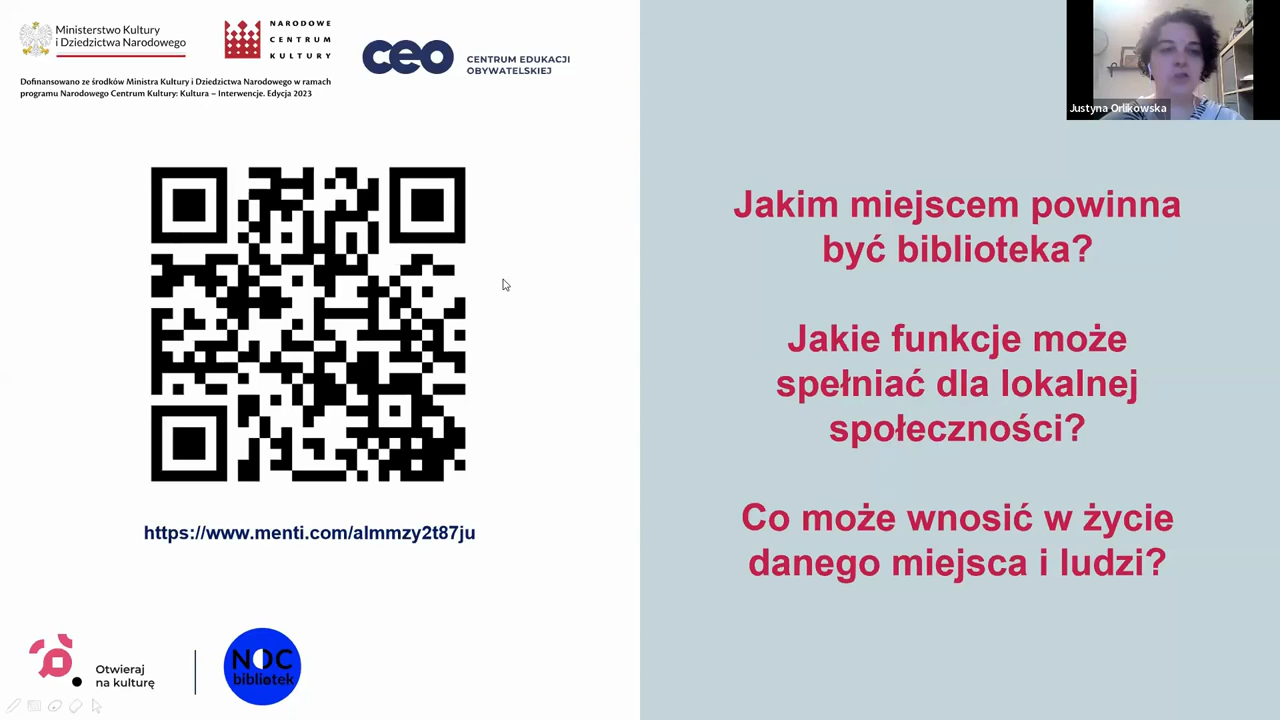 Ministerstwo Kultury
i Dziedzictwa Narodowego
NARODOWE
CENTRUM
KULTURY
ceo
CENTRUM EDUKACJI
OBYWATELSKIEJ
Dofinansowano ze środków Ministra Kultury i Dziedzictwa Narodowego w ramach
programu Narodowego Centrum Kultury: Kultura – Interwencje. Edycja 2023
https://www.menti.com/almmzy2t87ju
Otwieraj
na kulturę
NOC
bibliotek
Justyna Orlikowska
Jakim miejscem powinna
być biblioteka?
Jakie funkcje może
spełniać dla lokalnej
społeczności?
Co może wnosić w życie
danego miejsca i ludzi?